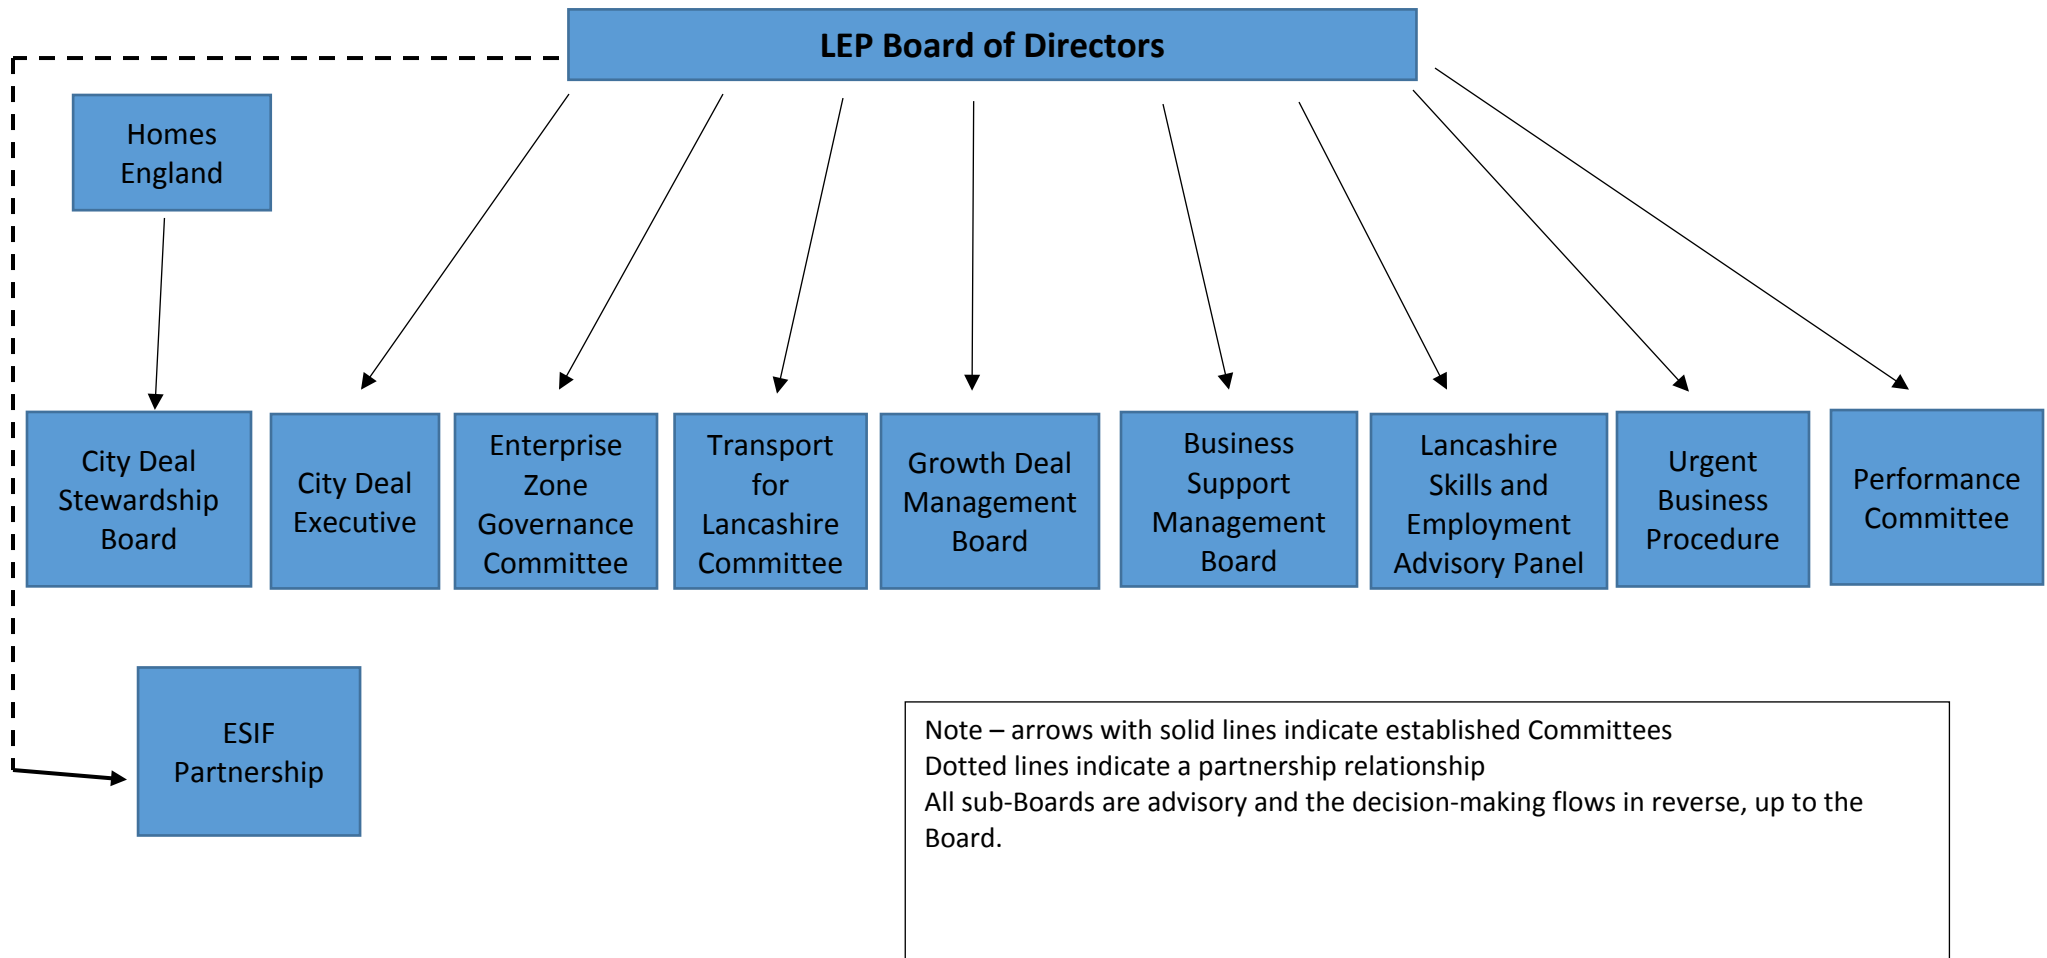 LEP Board of Directors
Homes
England
City Deal
Stewardship
Board
City Deal
Executive
Enterprise
Zone
Governance
Committee
Transport
for
Lancashire
Committee
Growth Deal
Management
Board
Business
Support
Management
Board
Lancashire
Skills and
Employment
Advisory Panel
Urgent
Business
Procedure
Performance
Committee
ESIF
Partnership
Note – arrows with solid lines indicate established Committees
Dotted lines indicate a partnership relationship
All sub-Boards are advisory and the decision-making flows in reverse, up to the
Board.